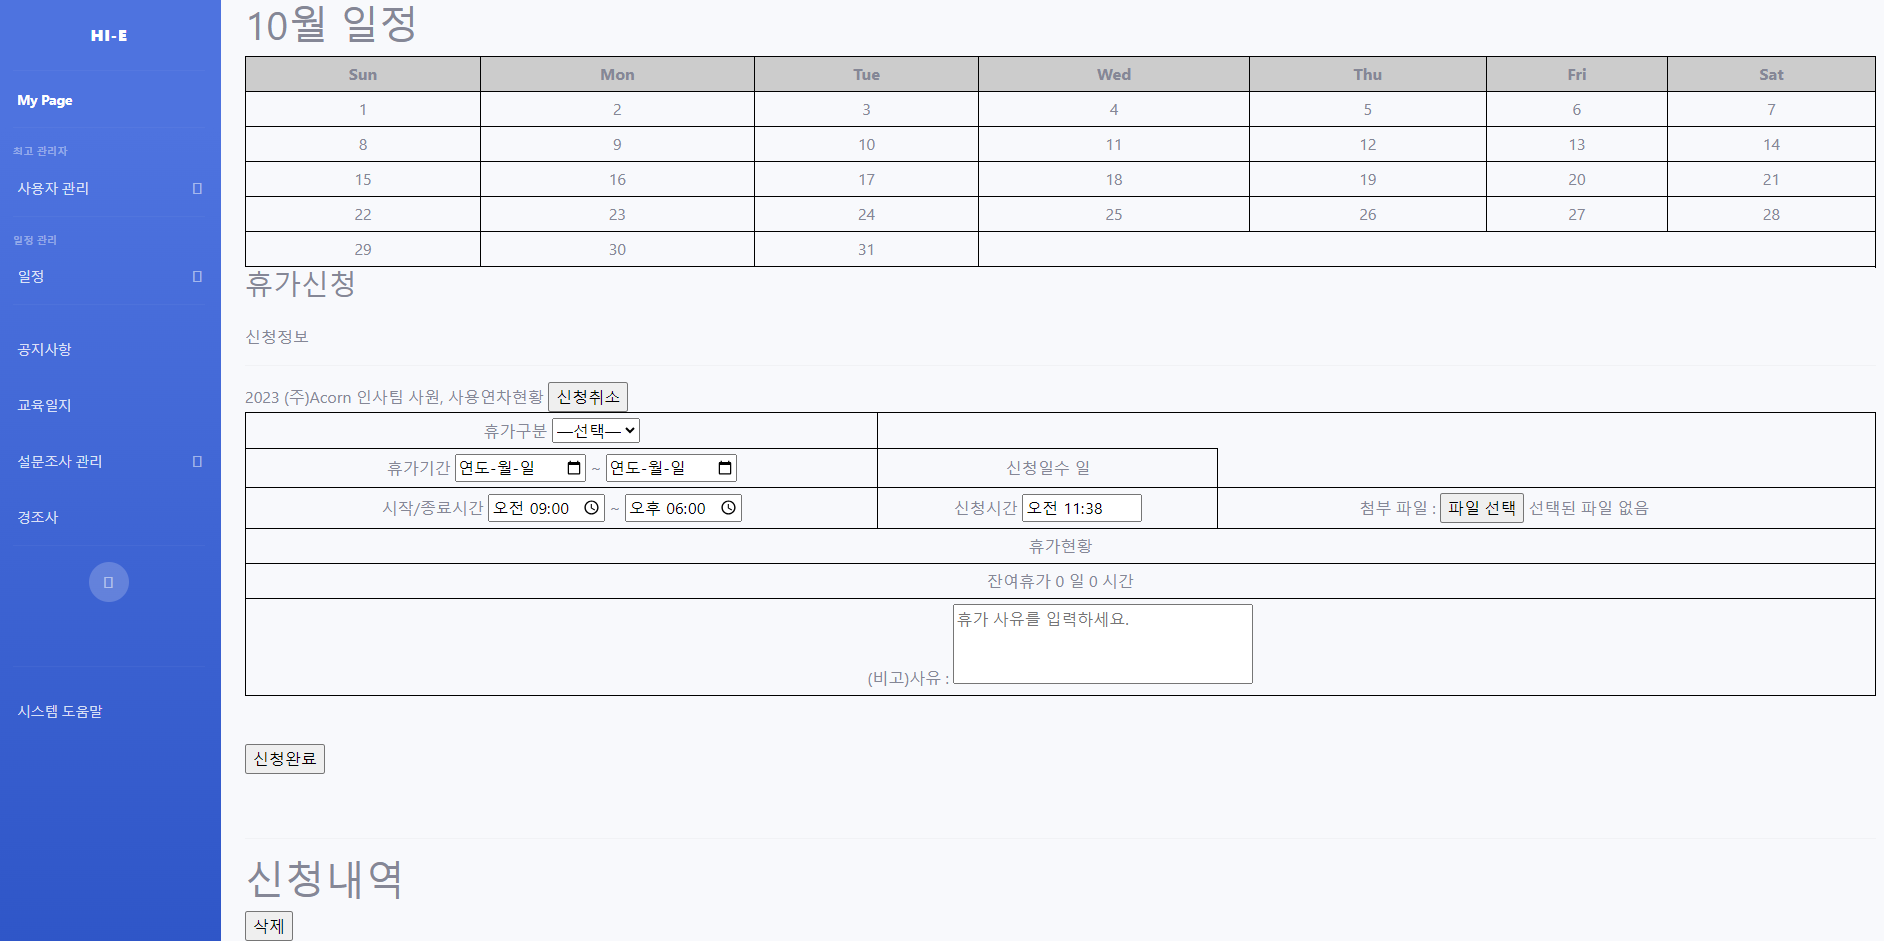 HI-E
My Page
최고 관리자
사용자 관리
일정 관리
일정
공지사항
교육일지
설문조사 관리
경조사
시스템 도움말
10월 일정
Sun Mon Tue Wed Thu Fri Sat
1 2 3 4 5 6 7
8 9 10 11 12 13 14
15 16 17 18 19 20 21
22 23 24 25 26 27 28
29 30 31
휴가신청
신청정보
2023 (주)Acorn 인사팀 사원, 사용연차현황 신청취소
휴가구분 —선택—
휴가기간 연도-월-일 ~ 연도-월-일 신청일수 일
시작/종료시간 오전 09:00 ~ 오후 06:00 신청시간 오전 11:38 첨부 파일 : 파일 선택 선택된 파일 없음
휴가현황
잔여휴가 0 일 0 시간
(비고)사유 : 휴가 사유를 입력하세요.
신청완료
신청내역
삭제